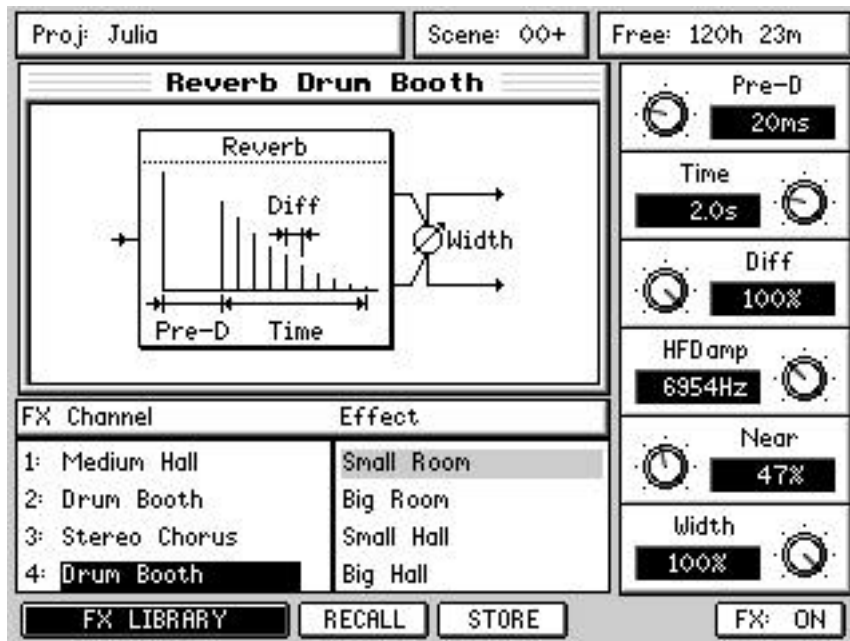 Proj: Julia
Scene: 00+
Free: 120h 23m
Reverb Drum Booth
Reverb
Diff
Width
Pre-D
Time
Pre-D
20ms
Time
2.0s
Diff
100%
HFDamp
6954Hz
Near
47%
Width
100%
FX Channel
Effect
1: Medium Hall
Small Room
2: Drum Booth
Big Room
3: Stereo Chorus
Small Hall
4: Drum Booth
Big Hall
FX LIBRARY
RECALL
STORE
FX: ON